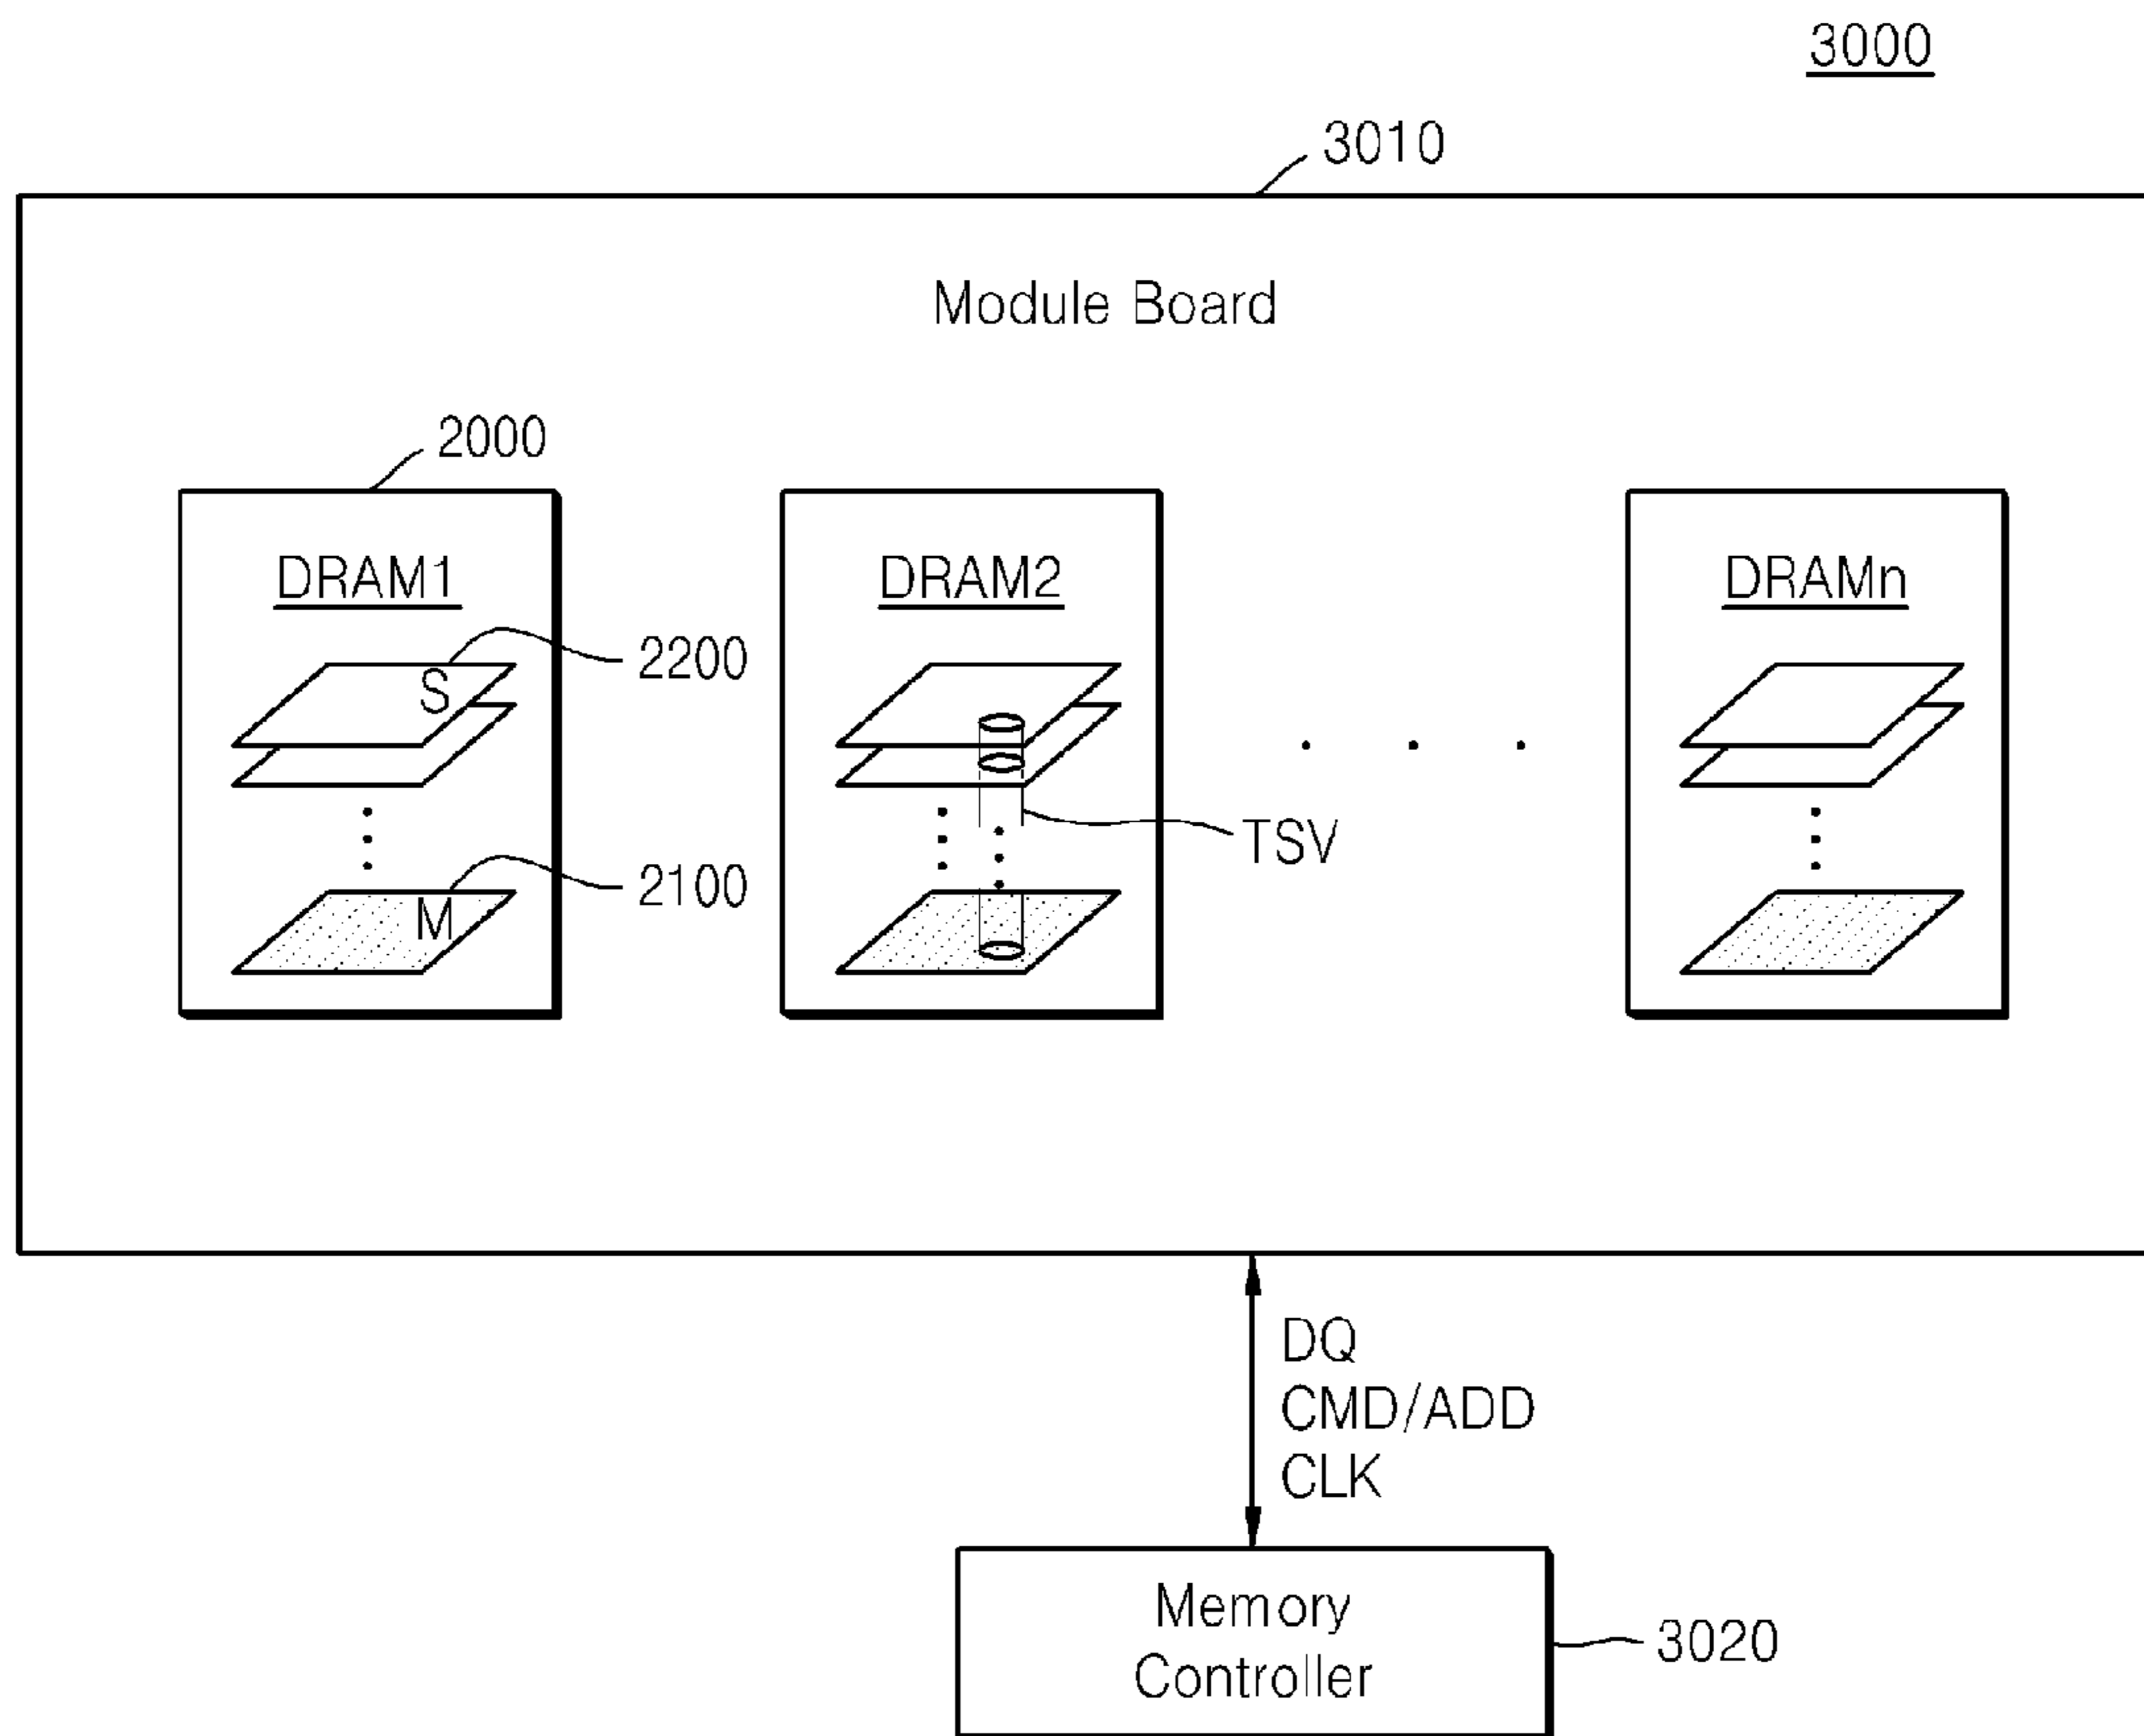 3000
3010
Module Board
2000
DRAM1
DRAM2
DRAMn
2200
S
TSV
2100
M
DQ
CMD/ADD
CLK
Memory
Controller
3020